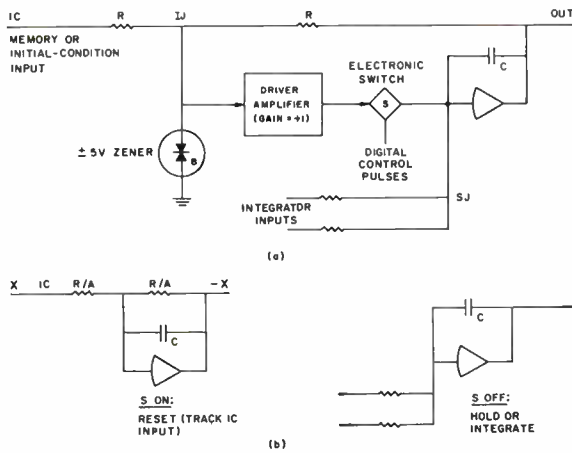 IC R IJ R OUT
MEMORY OR
INITIAL-CONDITION
INPUT
ELECTRONIC
SWITCH
C
DRIVER
AMPLIFIER
(GAIN = +1)
S
± 5V ZENER
B
DIGITAL
CONTROL
PULSES
INTEGRATOR
INPUTS
SJ
(a)
X IC R/A R/A -X
C
S ON:
RESET (TRACK IC
INPUT)
C
S OFF:
HOLD OR
INTEGRATE
(b)